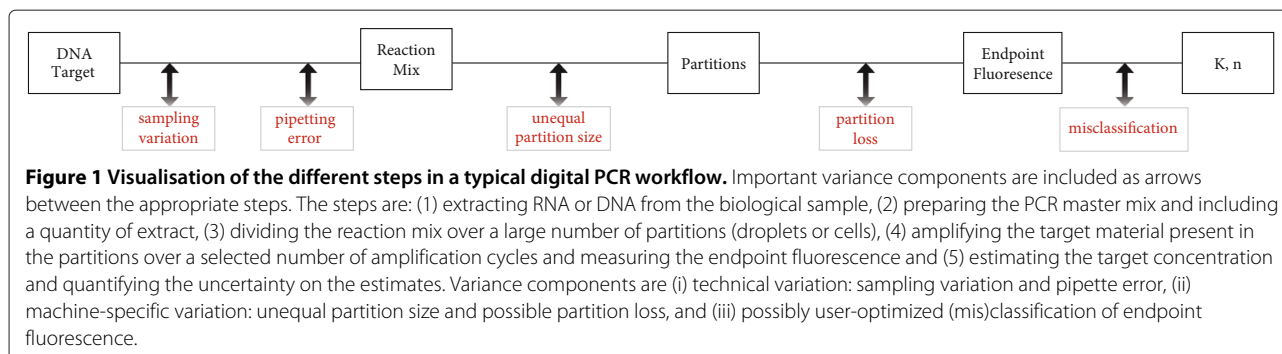 DNA
Target
Reaction
Mix
Partitions
Endpoint
Fluoresence
K, n
sampling
variation
pipetting
error
unequal
partition size
partition
loss
misclassification
Figure 1 Visualisation of the different steps in a typical digital PCR workflow. Important variance components are included as arrows
between the appropriate steps. The steps are: (1) extracting RNA or DNA from the biological sample, (2) preparing the PCR master mix and including
a quantity of extract, (3) dividing the reaction mix over a large number of partitions (droplets or cells), (4) amplifying the target material present in
the partitions over a selected number of amplification cycles and measuring the endpoint fluorescence and (5) estimating the target concentration
and quantifying the uncertainty on the estimates. Variance components are (i) technical variation: sampling variation and pipette error, (ii)
machine-specific variation: unequal partition size and possible partition loss, and (iii) possibly user-optimized (mis)classification of endpoint
fluorescence.